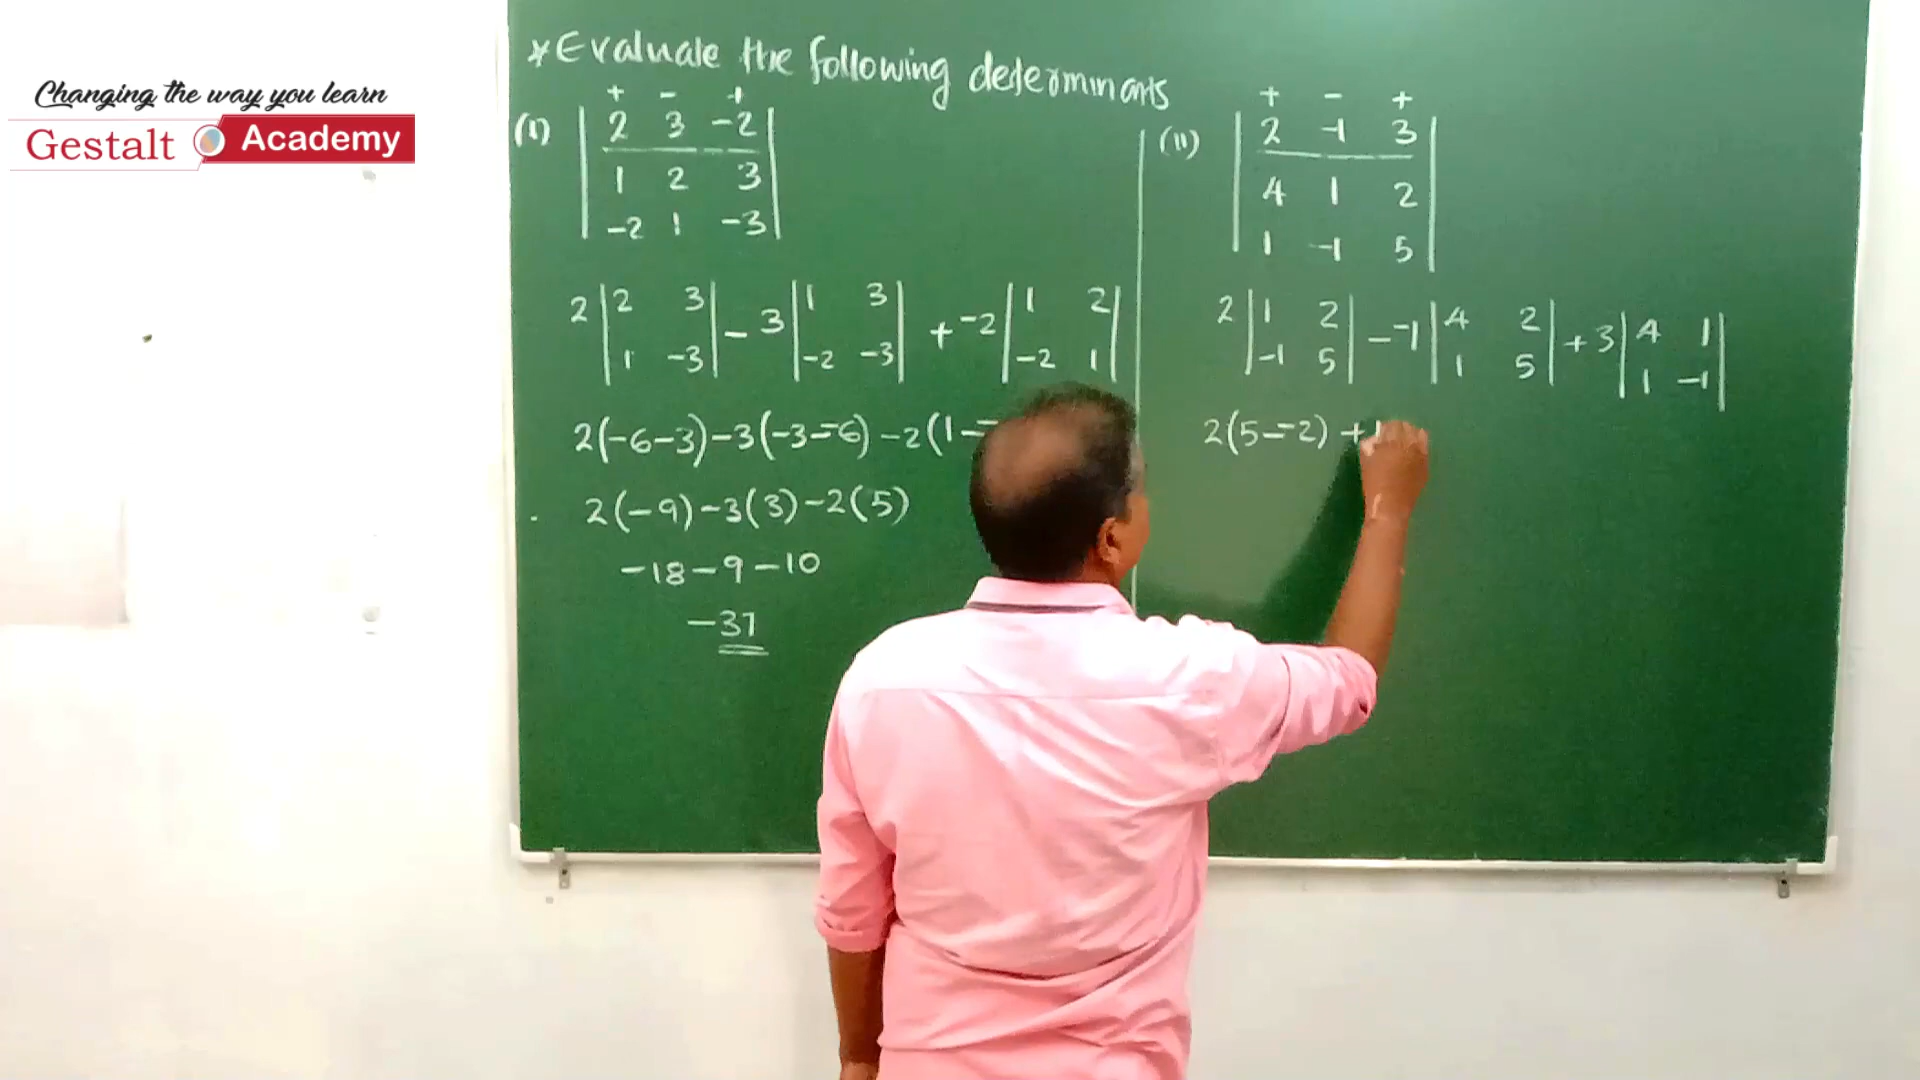 Changing the way you learn
Gestalt Academy
* Evaluate the following determinants
(I)
+ - +
2 3 -2
1 2 3
-2 1 -3
2 | 2 3 | - 3 | 1 3 | + -2 | 1 2 |
| 1 -3 | | -2 -3 | | -2 1 |
2(-6-3)-3(-3--6)-2(1-
2(-9)-3(3)-2(5)
-18-9-10
-37
(II)
+ - +
2 -1 3
4 1 2
1 -1 5
2 | 1 2 | - -1 | 4 2 | + 3 | 4 1 |
| -1 5 | | 1 5 | | 1 -1 |
2(5--2) +1